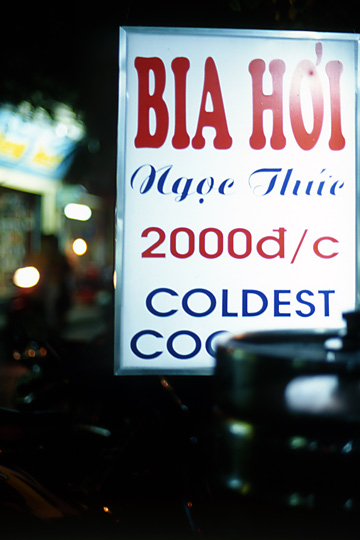 BIA HƠI
Ngọc Thức
2000đ/c
COLDEST